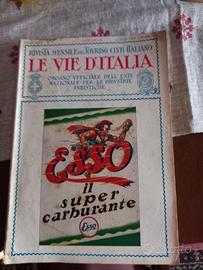 RIVISTA MENSILE DEL TOURING CLUB ITALIANO
LE VIE D'ITALIA
ORGANO UFFICIALE DELL'ENTE
NAZIONALE PER LE INDUSTRIE
TURISTICHE
ESSO
il
super
carburante
ESSO
subito